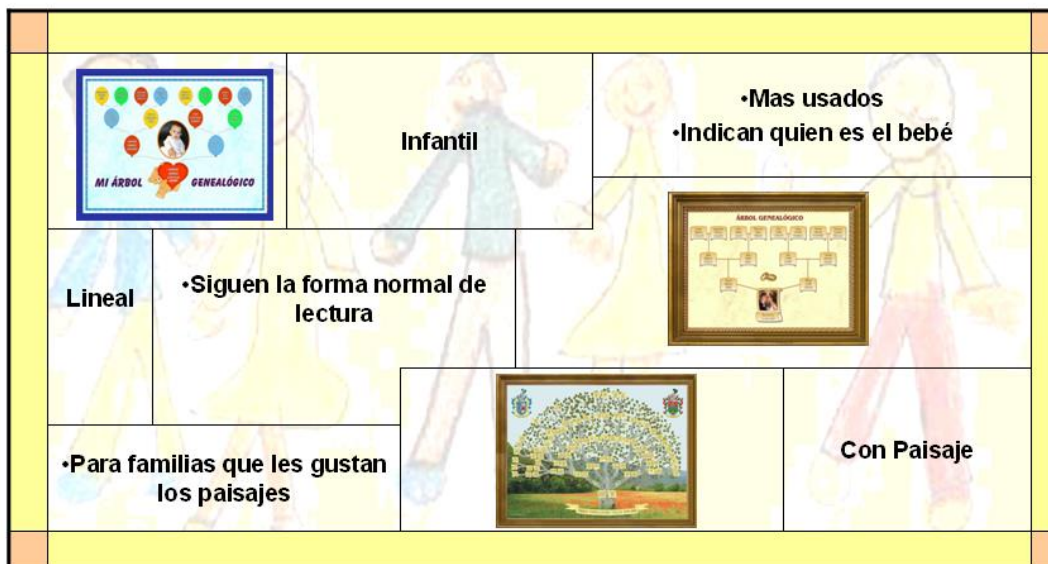 MI ÁRBOL GENEALÓGICO
Infantil
•Mas usados
•Indican quien es el bebé
ÁRBOL GENEALÓGICO
Lineal
•Siguen la forma normal de
lectura
•Para familias que les gustan
los paisajes
Con Paisaje